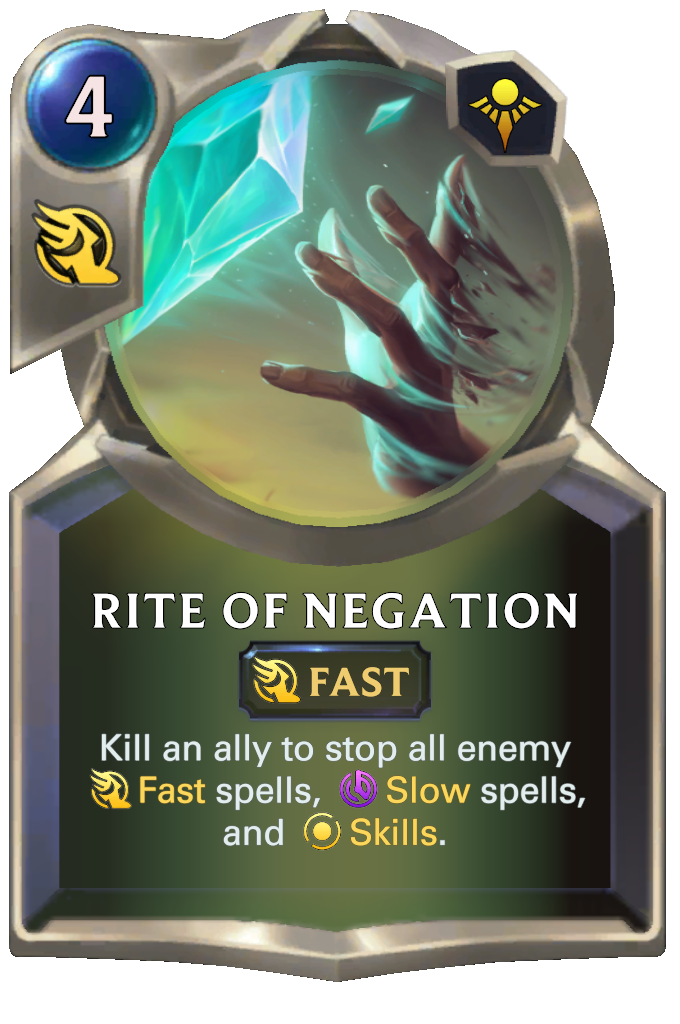 4
RITE OF NEGATION
FAST
Kill an ally to stop all enemy
Fast spells, Slow spells,
and Skills.